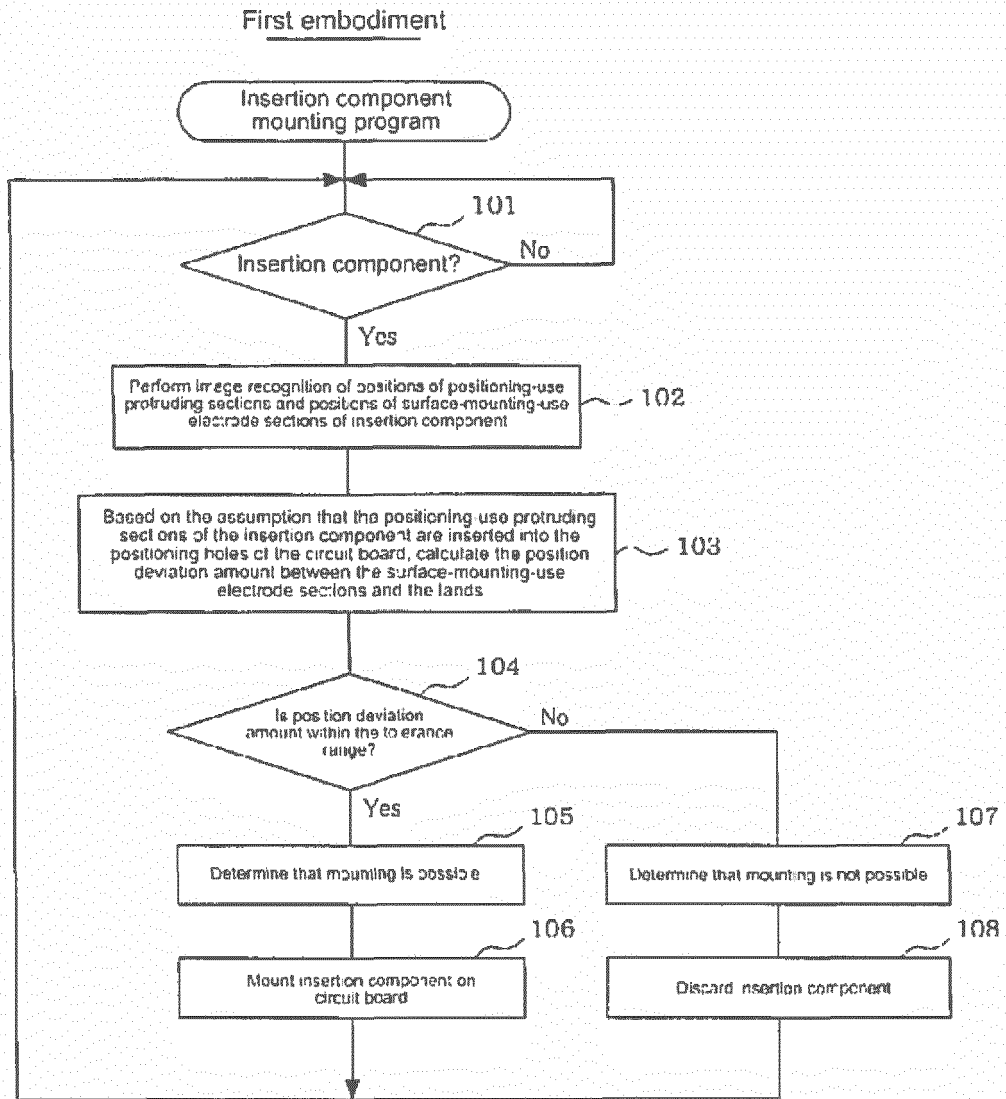 First embodiment
Insertion component
mounting program
101
Insertion component?
No
Yes
Perform image recognition of positions of positioning-use
protruding sections and positions of surface-mounting-use
electrode sections of insertion component
102
Based on the assumption that the positioning-use protruding
sections of the insertion component are inserted into the
positioning holes of the circuit board, calculate the position
deviation amount between the surface-mounting-use
electrode sections and the lands
103
104
Is position deviation
amount within the tolerance
range?
No
Yes
105
Determine that mounting is possible
107
Determine that mounting is not possible
106
Mount insertion component on
circuit board
108
Discard insertion component